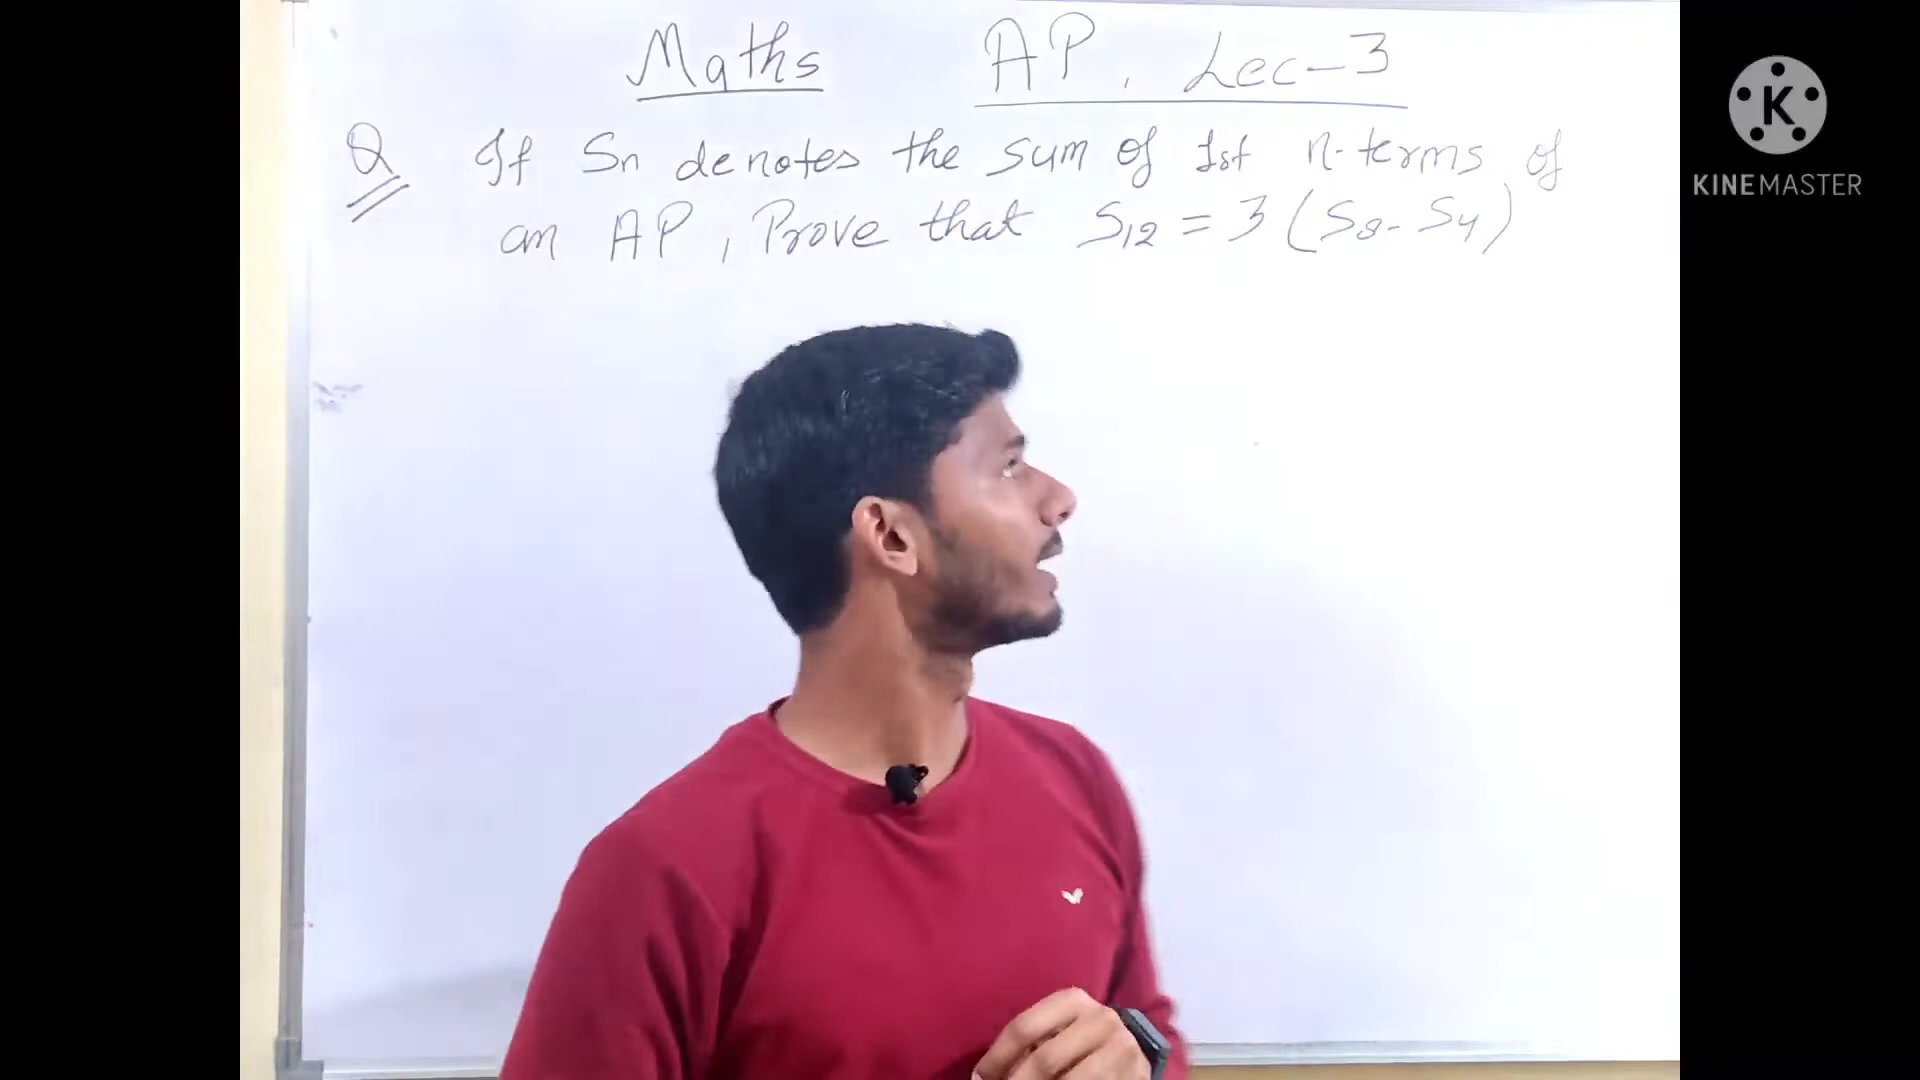 Maths AP, Lec-3
Q If Sn denotes the sum of 1st n-terms of
an AP, Prove that S12 = 3 (S8 - S4)
K
KINEMASTER